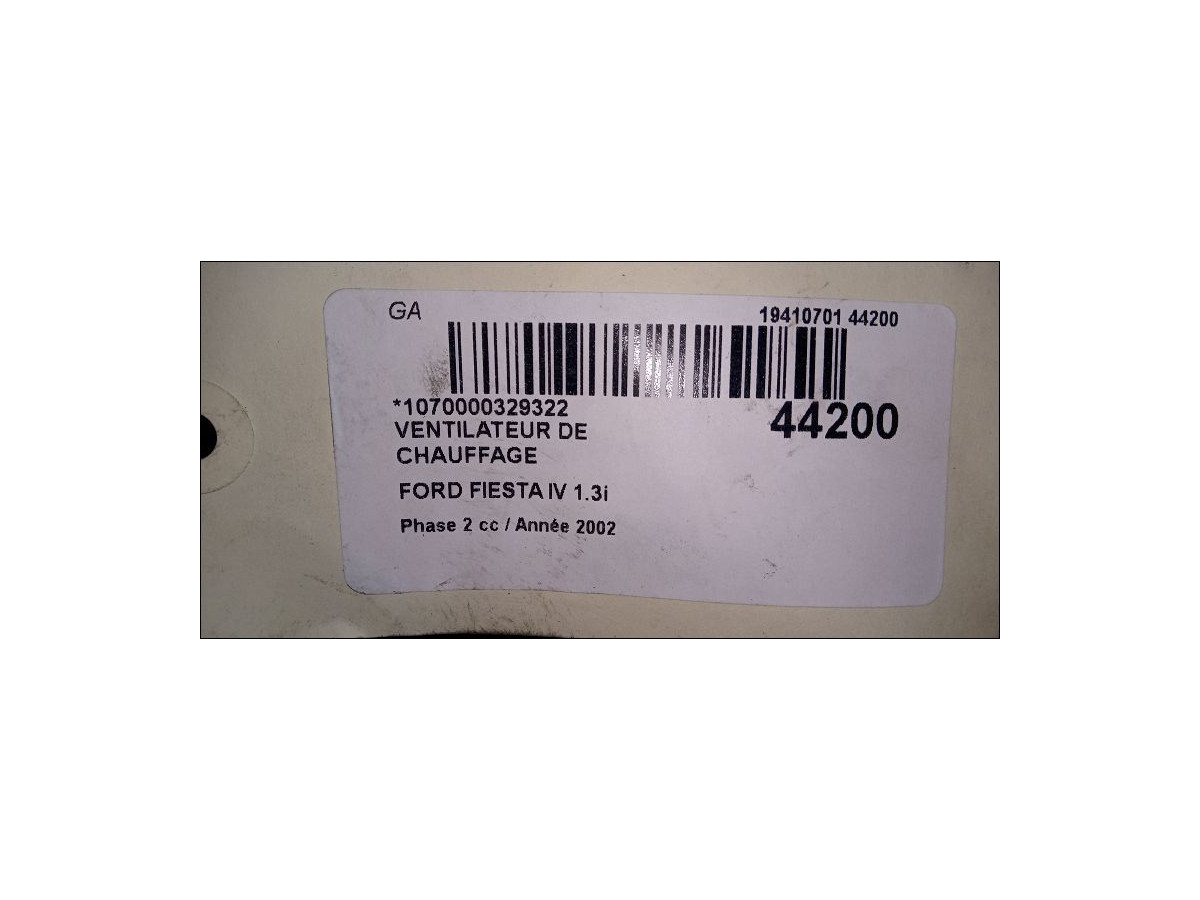 GA
19410701 44200
*1070000329322
44200
VENTILATEUR DE
CHAUFFAGE
FORD FIESTA IV 1.3i
Phase 2 cc / Année 2002